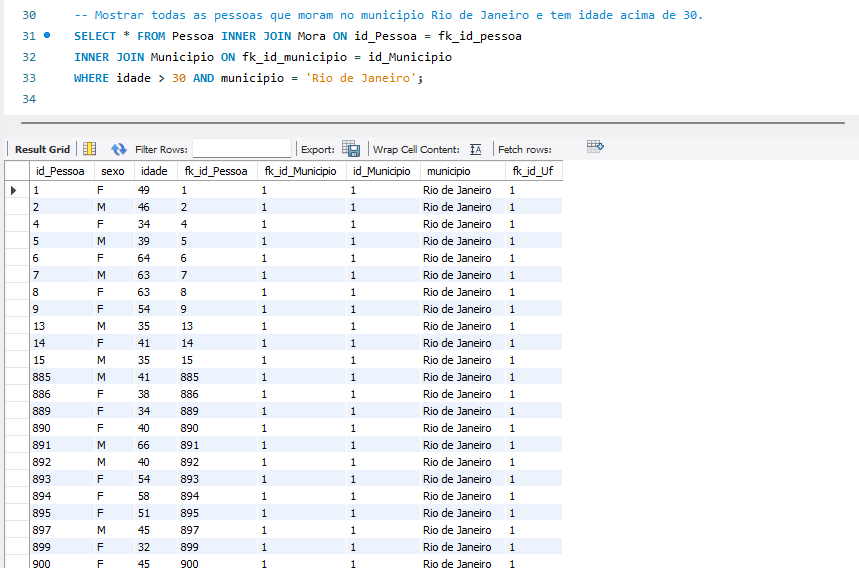 30 -- Mostrar todas as pessoas que moram no municipio Rio de Janeiro e tem idade acima de 30.
31 SELECT * FROM Pessoa INNER JOIN Mora ON id_Pessoa = fk_id_pessoa
32 INNER JOIN Municipio ON fk_id_municipio = id_Municipio
33 WHERE idade > 30 AND municipio = 'Rio de Janeiro';
34
Result Grid Filter Rows: Export: Wrap Cell Content: IA Fetch rows:
id_Pessoa sexo idade fk_id_Pessoa fk_id_Municipio id_Municipio municipio fk_id_Uf
1 F 49 1 1 1 Rio de Janeiro 1
2 M 46 2 1 1 Rio de Janeiro 1
4 F 34 4 1 1 Rio de Janeiro 1
5 M 39 5 1 1 Rio de Janeiro 1
6 F 64 6 1 1 Rio de Janeiro 1
7 M 63 7 1 1 Rio de Janeiro 1
8 F 63 8 1 1 Rio de Janeiro 1
9 F 54 9 1 1 Rio de Janeiro 1
13 M 35 13 1 1 Rio de Janeiro 1
14 F 41 14 1 1 Rio de Janeiro 1
15 M 35 15 1 1 Rio de Janeiro 1
885 M 41 885 1 1 Rio de Janeiro 1
886 F 38 886 1 1 Rio de Janeiro 1
889 F 34 889 1 1 Rio de Janeiro 1
890 F 40 890 1 1 Rio de Janeiro 1
891 M 66 891 1 1 Rio de Janeiro 1
892 M 40 892 1 1 Rio de Janeiro 1
893 F 54 893 1 1 Rio de Janeiro 1
894 F 58 894 1 1 Rio de Janeiro 1
895 F 51 895 1 1 Rio de Janeiro 1
897 M 45 897 1 1 Rio de Janeiro 1
899 F 32 899 1 1 Rio de Janeiro 1
900 F 45 900 1 1 Rio de Janeiro 1